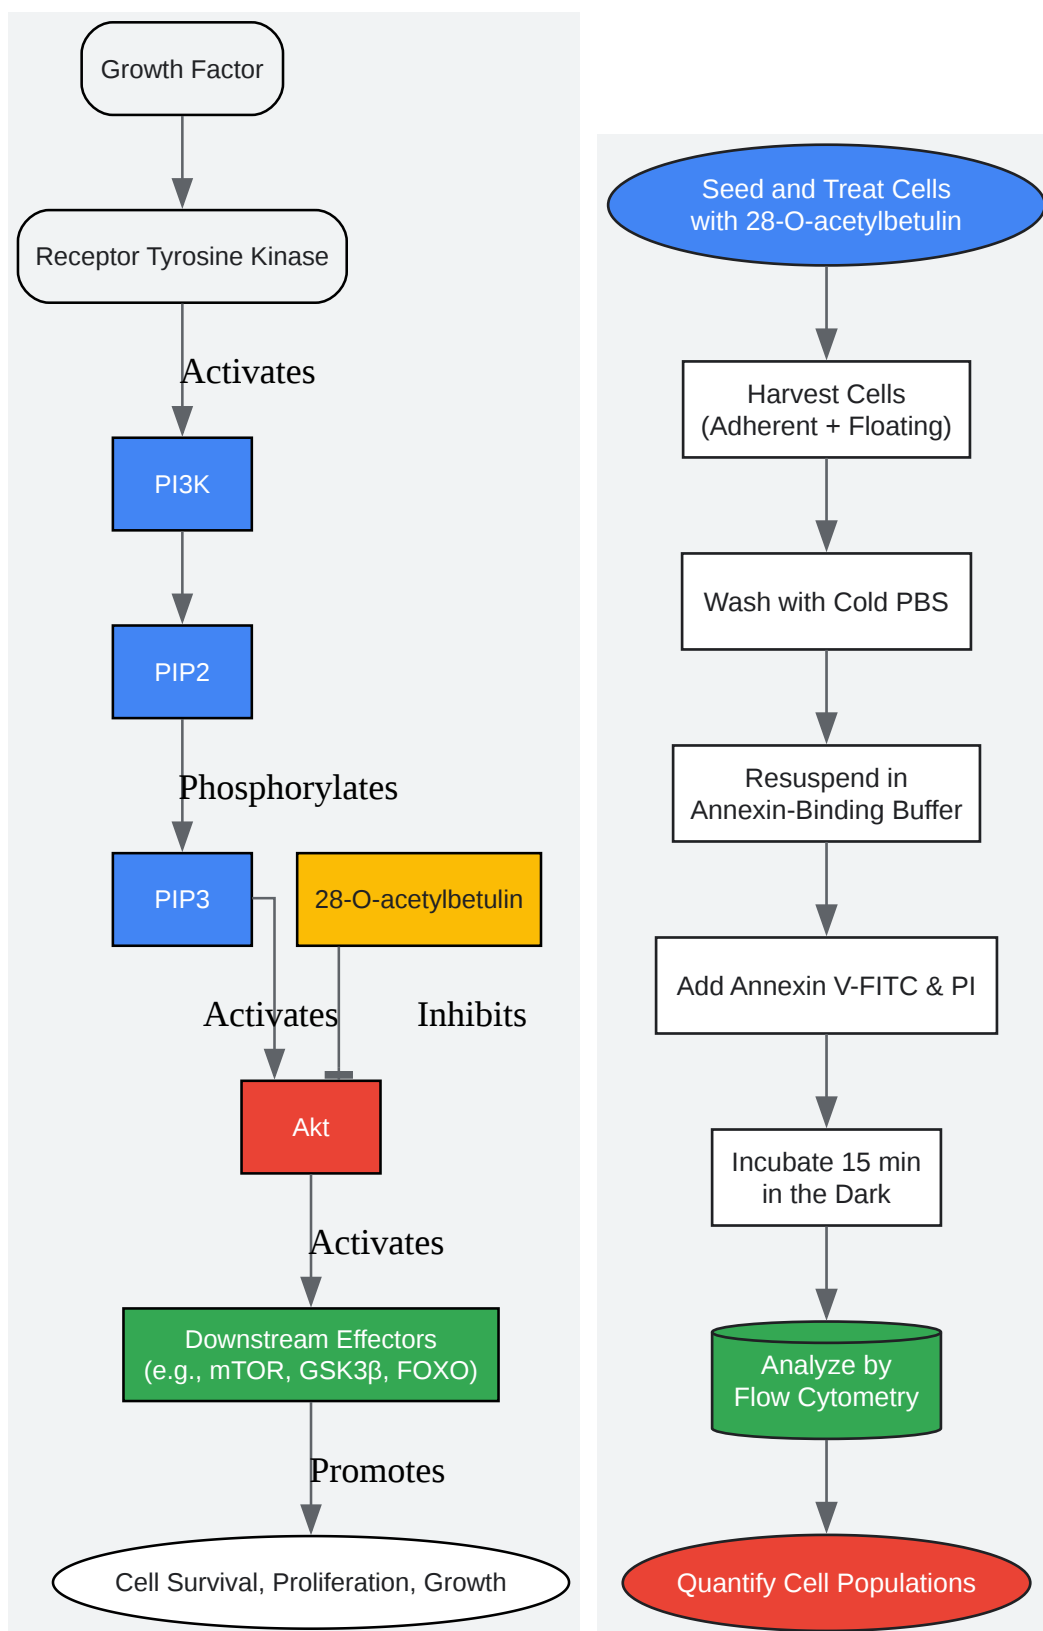 Growth Factor
Receptor Tyrosine Kinase
Activates
PI3K
PIP2
Phosphorylates
PIP3
28-O-acetylbetulin
Activates
Inhibits
Akt
Activates
Downstream Effectors
(e.g., mTOR, GSK3β, FOXO)
Promotes
Cell Survival, Proliferation, Growth
Seed and Treat Cells
with 28-O-acetylbetulin
Harvest Cells
(Adherent + Floating)
Wash with Cold PBS
Resuspend in
Annexin-Binding Buffer
Add Annexin V-FITC & PI
Incubate 15 min
in the Dark
Analyze by
Flow Cytometry
Quantify Cell Populations